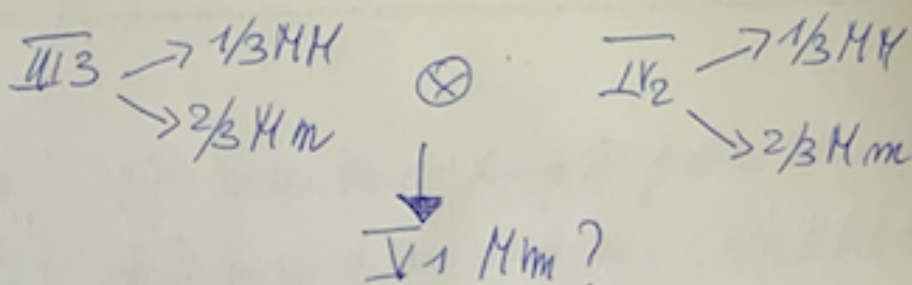 III3 → 1/3 MM ⊗ IV2 → 1/3 MM
→ 2/3 Mm → 2/3 Mm
V1 Mm?